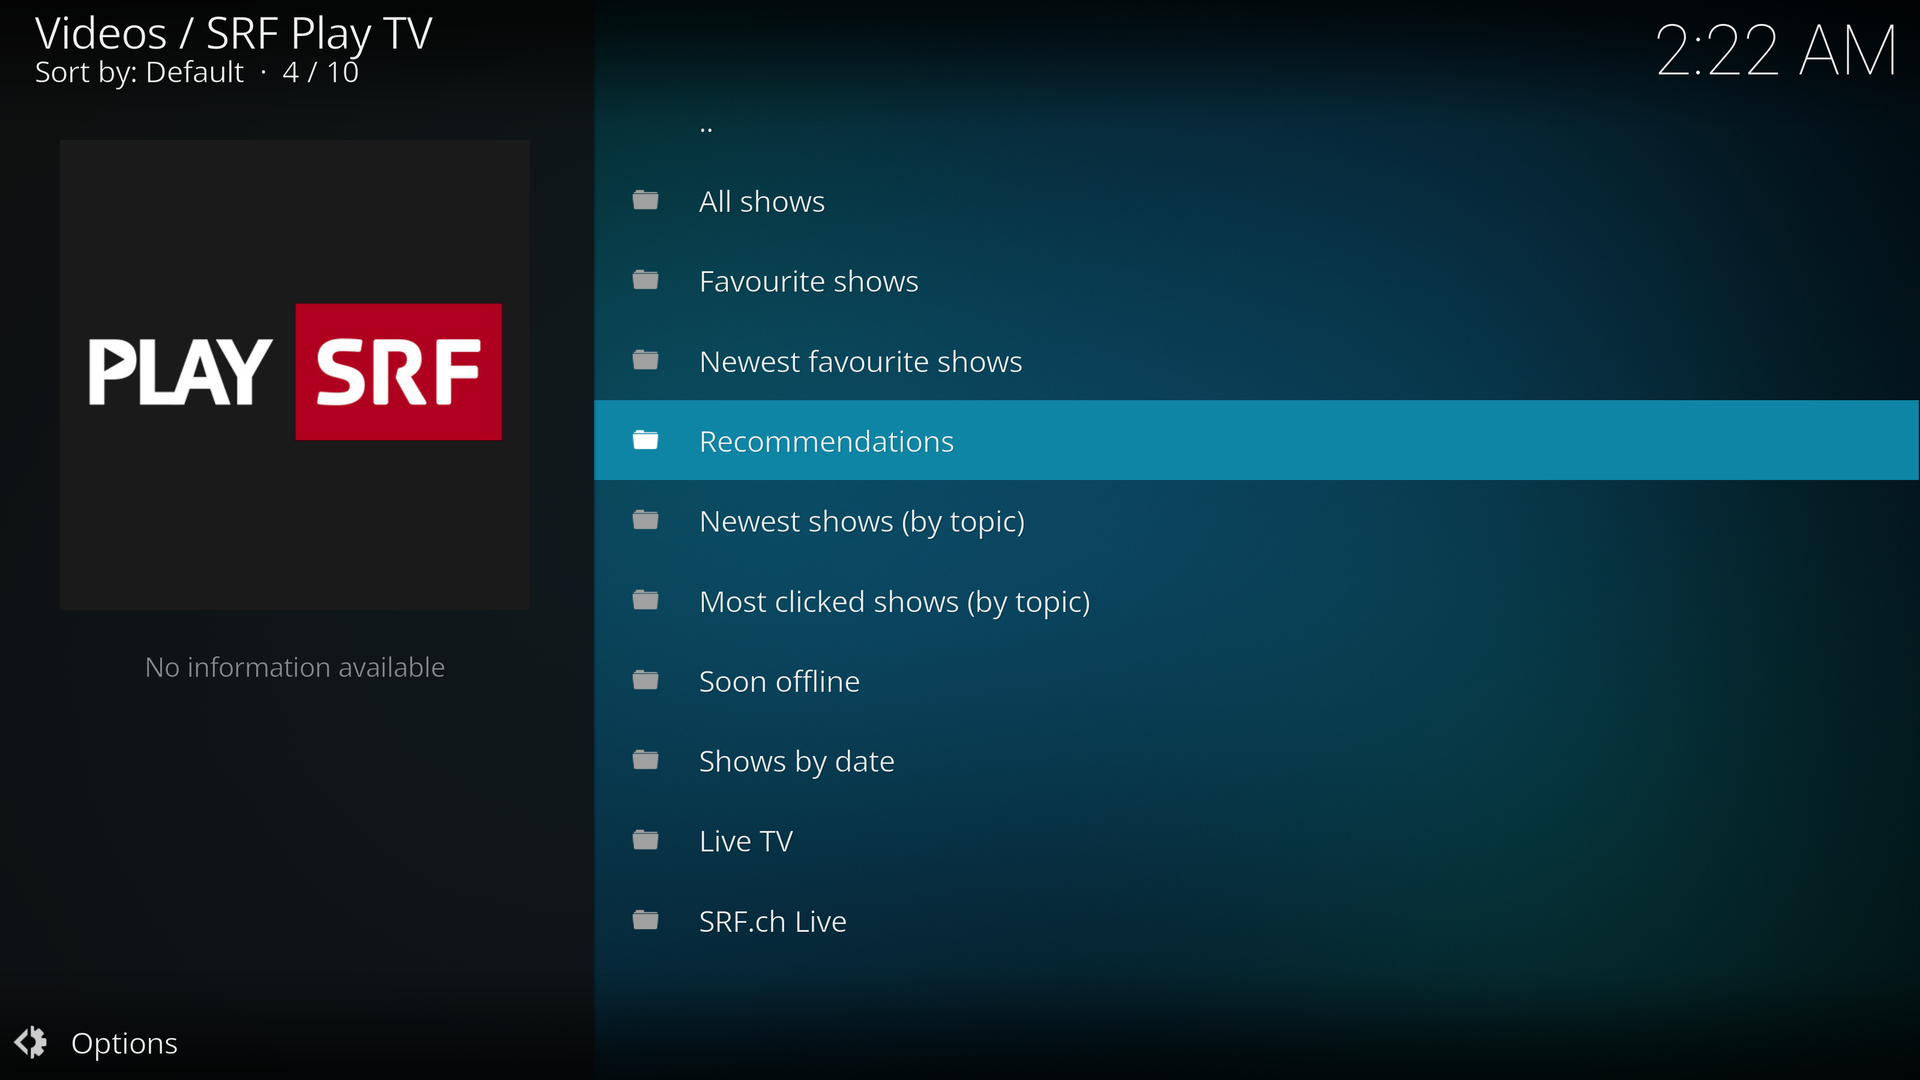 Videos / SRF Play TV
Sort by: Default · 4 / 10
2:22 AM
PLAY SRF
No information available
..
All shows
Favourite shows
Newest favourite shows
Recommendations
Newest shows (by topic)
Most clicked shows (by topic)
Soon offline
Shows by date
Live TV
SRF.ch Live
Options